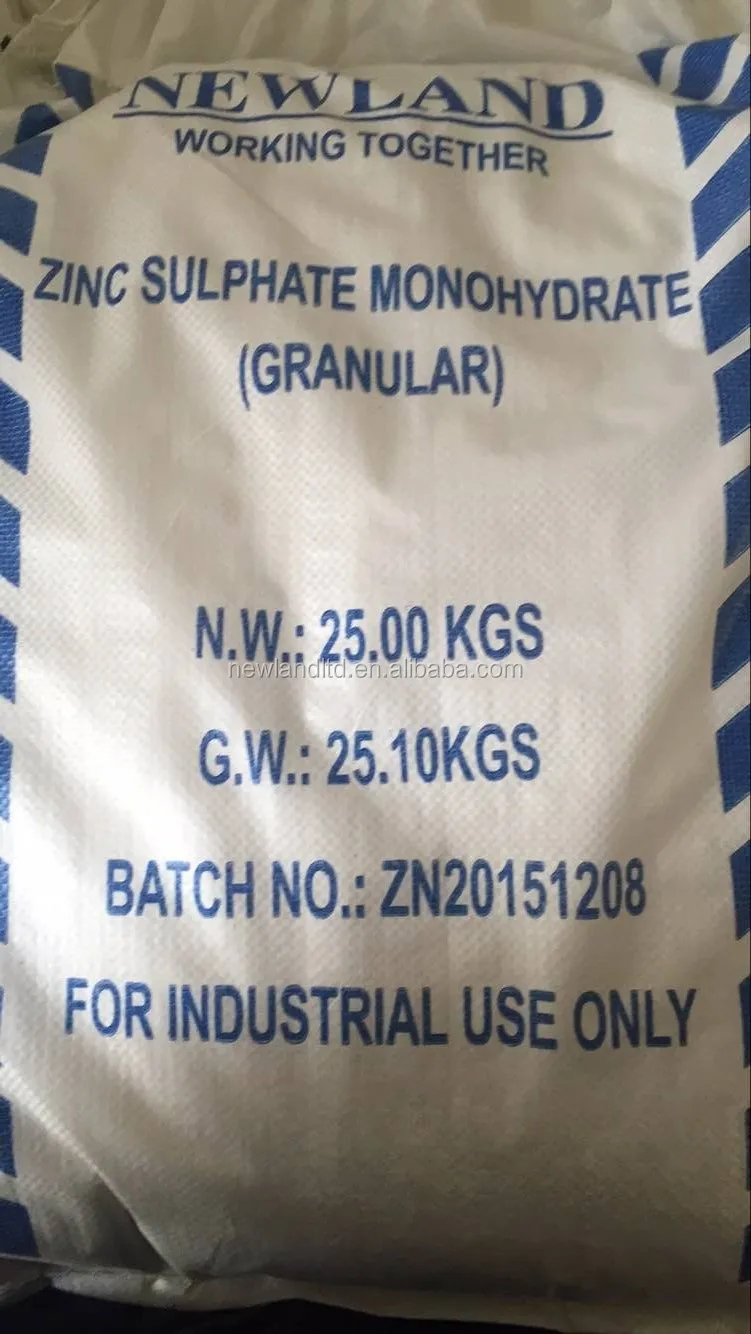 NEWLAND
WORKING TOGETHER
ZINC SULPHATE MONOHYDRATE
(GRANULAR)
N.W.: 25.00 KGS
newlandltd.en.alibaba.com
G.W.: 25.10KGS
BATCH NO.: ZN20151208
FOR INDUSTRIAL USE ONLY